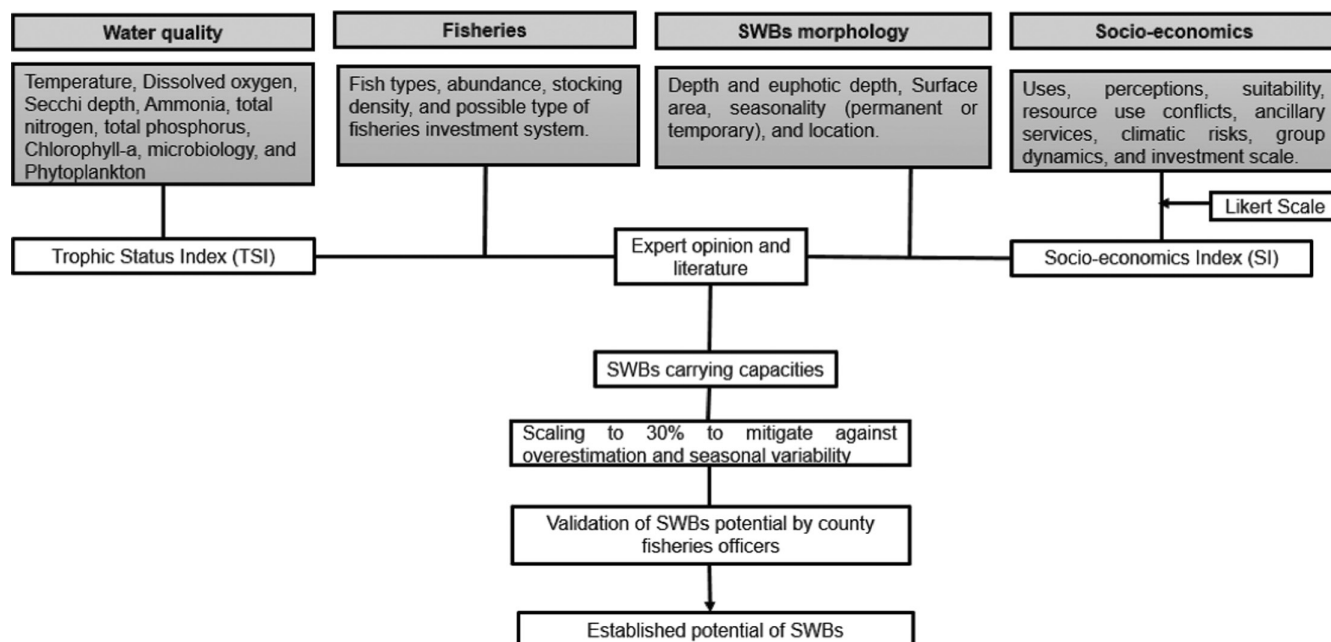 Water quality
Fisheries
SWBs morphology
Socio-economics
Temperature, Dissolved oxygen,
Secchi depth, Ammonia, total
nitrogen, total phosphorus,
Chlorophyll-a, microbiology, and
Phytoplankton
Fish types, abundance, stocking
density, and possible type of
fisheries investment system.
Depth and euphotic depth, Surface
area, seasonality (permanent or
temporary), and location.
Uses, perceptions, suitability,
resource use conflicts, ancillary
services, climatic risks, group
dynamics, and investment scale.
Likert Scale
Trophic Status Index (TSI)
Expert opinion and
literature
Socio-economics Index (SI)
SWBs carrying capacities
Scaling to 30% to mitigate against
overestimation and seasonal variability
Validation of SWBs potential by county
fisheries officers
Established potential of SWBs